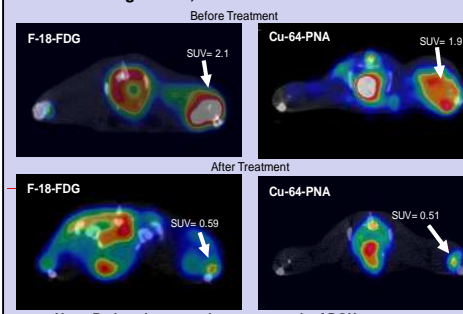 Before Treatment
F-18-FDG
SUV= 2.1
Cu-64-PNA
SUV= 1.9
After Treatment
F-18-FDG
SUV= 0.59
Cu-64-PNA
SUV= 0.51